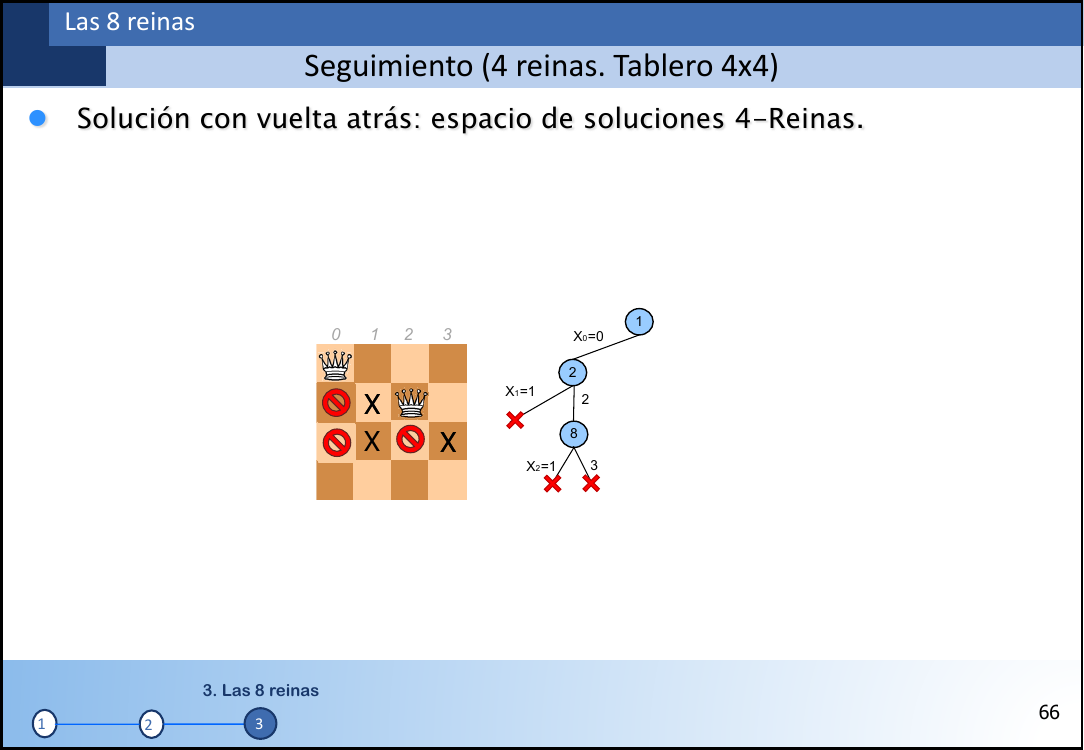 Las 8 reinas
Seguimiento (4 reinas. Tablero 4x4)
Solución con vuelta atrás: espacio de soluciones 4-Reinas.
0 1 2 3
X
X X
1
X₀=0
2
X₁=1
2
8
X₂=1
3
3. Las 8 reinas
1 2 3
66